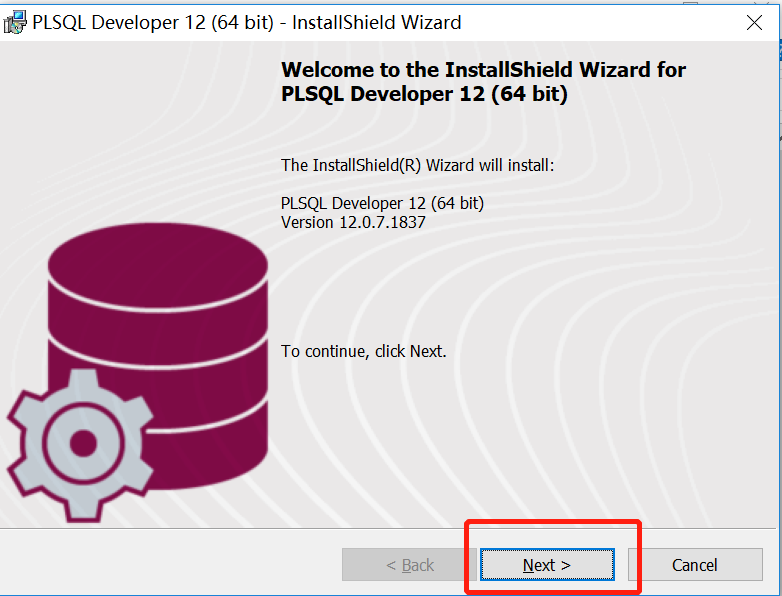 PLSQL Developer 12 (64 bit) - InstallShield Wizard
Welcome to the InstallShield Wizard for
PLSQL Developer 12 (64 bit)
The InstallShield(R) Wizard will install:
PLSQL Developer 12 (64 bit)
Version 12.0.7.1837
To continue, click Next.
< Back
Next >
Cancel